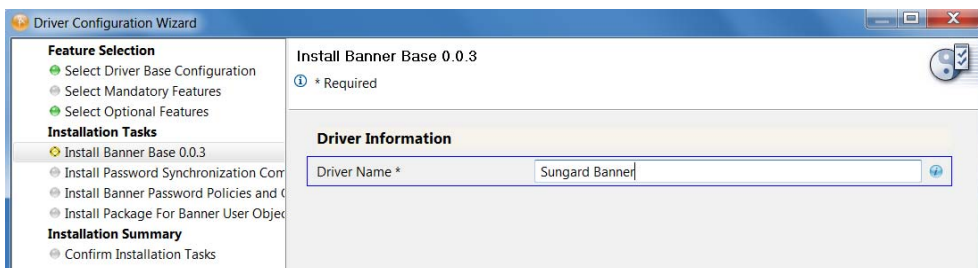 Driver Configuration Wizard
Feature Selection
Select Driver Base Configuration
Select Mandatory Features
Select Optional Features
Installation Tasks
Install Banner Base 0.0.3
Install Password Synchronization Com
Install Banner Password Policies and
Install Package For Banner User Objec
Installation Summary
Confirm Installation Tasks
Install Banner Base 0.0.3
* Required
Driver Information
Driver Name *
Sungard Banner